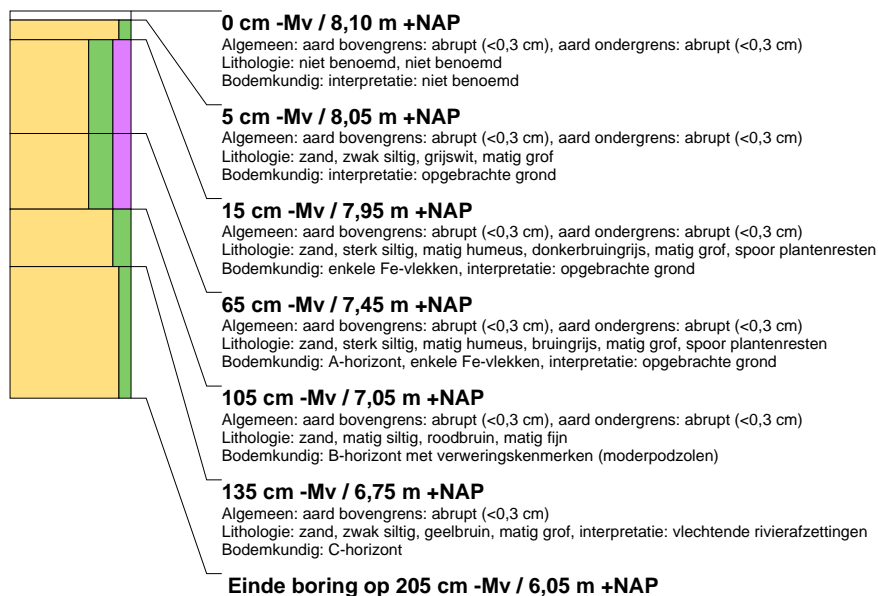 0 cm -Mv / 8,10 m +NAP
Algemeen: aard bovengrens: abrupt (<0,3 cm), aard ondergrens: abrupt (<0,3 cm)
Lithologie: niet benoemd, niet benoemd
Bodemkundig: interpretatie: niet benoemd
5 cm -Mv / 8,05 m +NAP
Algemeen: aard bovengrens: abrupt (<0,3 cm), aard ondergrens: abrupt (<0,3 cm)
Lithologie: zand, zwak siltig, grijswit, matig grof
Bodemkundig: interpretatie: opgebrachte grond
15 cm -Mv / 7,95 m +NAP
Algemeen: aard bovengrens: abrupt (<0,3 cm), aard ondergrens: abrupt (<0,3 cm)
Lithologie: zand, sterk siltig, matig humeus, donkerbruingrijs, matig grof, spoor plantenresten
Bodemkundig: enkele Fe-vlekken, interpretatie: opgebrachte grond
65 cm -Mv / 7,45 m +NAP
Algemeen: aard bovengrens: abrupt (<0,3 cm), aard ondergrens: abrupt (<0,3 cm)
Lithologie: zand, sterk siltig, matig humeus, bruingrijs, matig grof, spoor plantenresten
Bodemkundig: A-horizont, enkele Fe-vlekken, interpretatie: opgebrachte grond
105 cm -Mv / 7,05 m +NAP
Algemeen: aard bovengrens: abrupt (<0,3 cm), aard ondergrens: abrupt (<0,3 cm)
Lithologie: zand, matig siltig, roodbruin, matig fijn
Bodemkundig: B-horizont met verweringskenmerken (moderpodzolen)
135 cm -Mv / 6,75 m +NAP
Algemeen: aard bovengrens: abrupt (<0,3 cm)
Lithologie: zand, zwak siltig, geelbruin, matig grof, interpretatie: vlechtende rivierafzettingen
Bodemkundig: C-horizont
Einde boring op 205 cm -Mv / 6,05 m +NAP